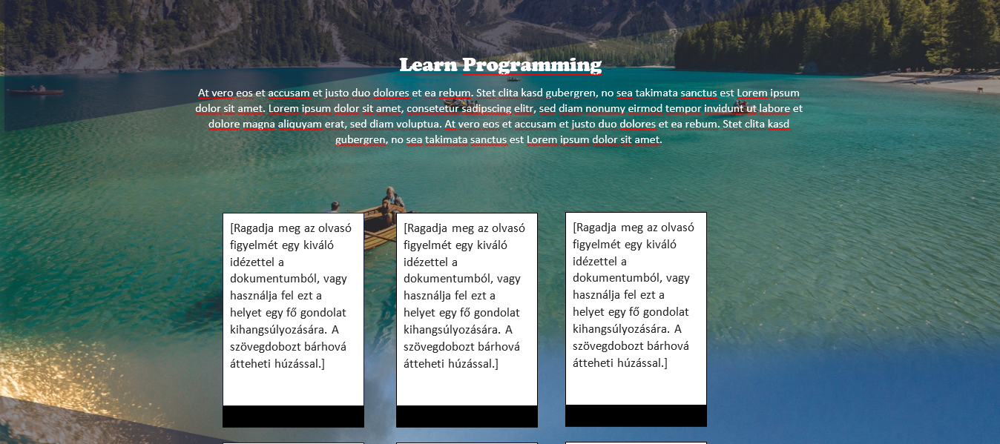 Learn Programming
At vero eos et accusam et justo duo dolores et ea rebum. Stet clita kasd gubergren, no sea takimata sanctus est Lorem ipsum
dolor sit amet. Lorem ipsum dolor sit amet, consetetur sadipscing elitr, sed diam nonumy eirmod tempor invidunt ut labore et
dolore magna aliquyam erat, sed diam voluptua. At vero eos et accusam et justo duo dolores et ea rebum. Stet clita kasd
gubergren, no sea takimata sanctus est Lorem ipsum dolor sit amet.
[Ragadja meg az olvasó
figyelmét egy kiváló
idézettel a
dokumentumból, vagy
használja fel ezt a
helyet egy fő gondolat
kihangsúlyozására. A
szövegdobozt bárhová
átteheti húzással.]
[Ragadja meg az olvasó
figyelmét egy kiváló
idézettel a
dokumentumból, vagy
használja fel ezt a
helyet egy fő gondolat
kihangsúlyozására. A
szövegdobozt bárhová
átteheti húzással.]
[Ragadja meg az olvasó
figyelmét egy kiváló
idézettel a
dokumentumból, vagy
használja fel ezt a
helyet egy fő gondolat
kihangsúlyozására. A
szövegdobozt bárhová
átteheti húzással.]